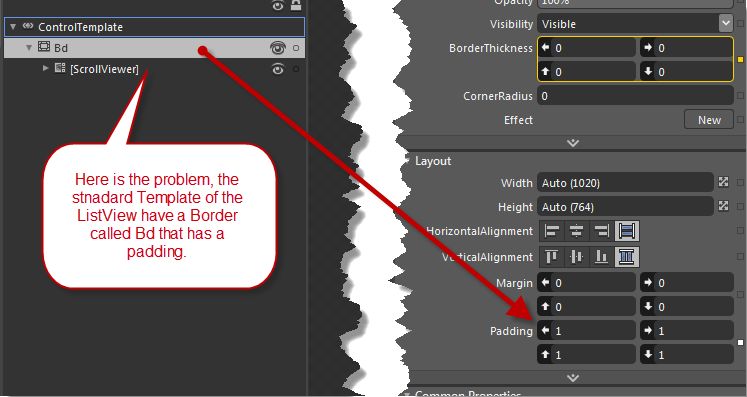 ControlTemplate
Bd
[ScrollViewer]
Here is the problem, the
stnadard Template of the
ListView have a Border
called Bd that has a
padding.
Opacity 100%
Visibility Visible
BorderThickness 0 0
0 0
CornerRadius 0
Effect New
Layout
Width Auto (1020)
Height Auto (764)
HorizontalAlignment
VerticalAlignment
Margin 0 0
0 0
Padding 1 1
1 1
Common Properties